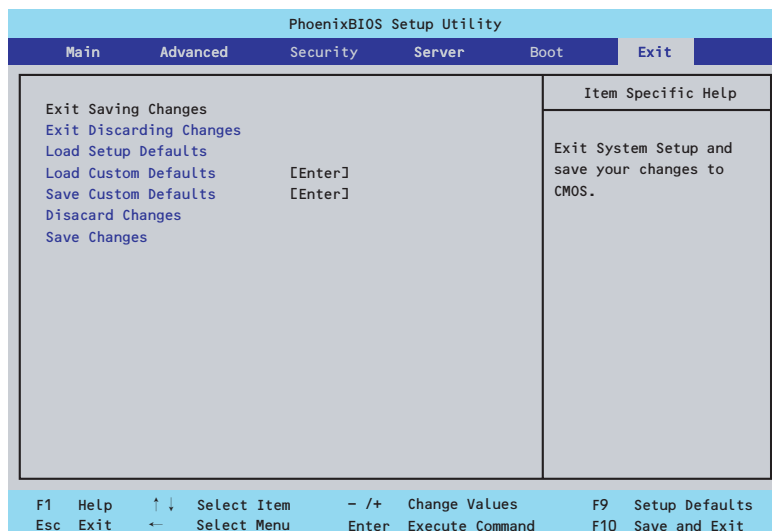 PhoenixBIOS Setup Utility
Main Advanced Security Server Boot Exit
Item Specific Help
Exit Saving Changes
Exit Discarding Changes
Load Setup Defaults
Load Custom Defaults [Enter]
Save Custom Defaults [Enter]
Disacard Changes
Save Changes
Exit System Setup and
save your changes to
CMOS.
F1 Help ↑↓ Select Item – /+ Change Values F9 Setup Defaults
Esc Exit ← Select Menu Enter Execute Command F10 Save and Exit